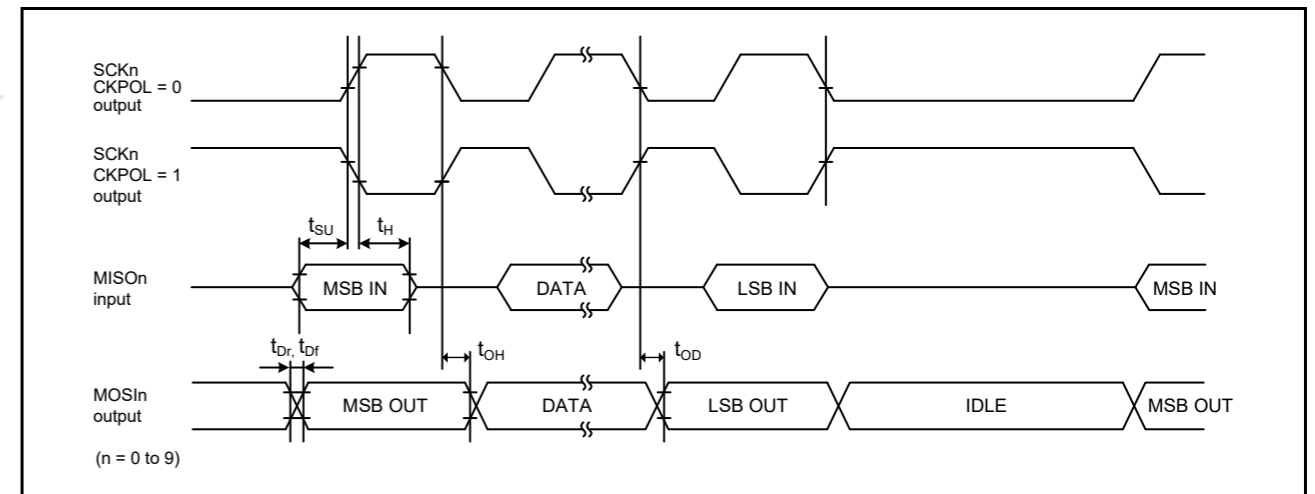 SCKn
CKPOL = 0
output
SCKn
CKPOL = 1
output
tSU
tH
MISOn
input
MSB IN
DATA
LSB IN
MSB IN
tDr, tDf
tOH
tOD
MOSIn
output
MSB OUT
DATA
LSB OUT
IDLE
MSB OUT
(n = 0 to 9)